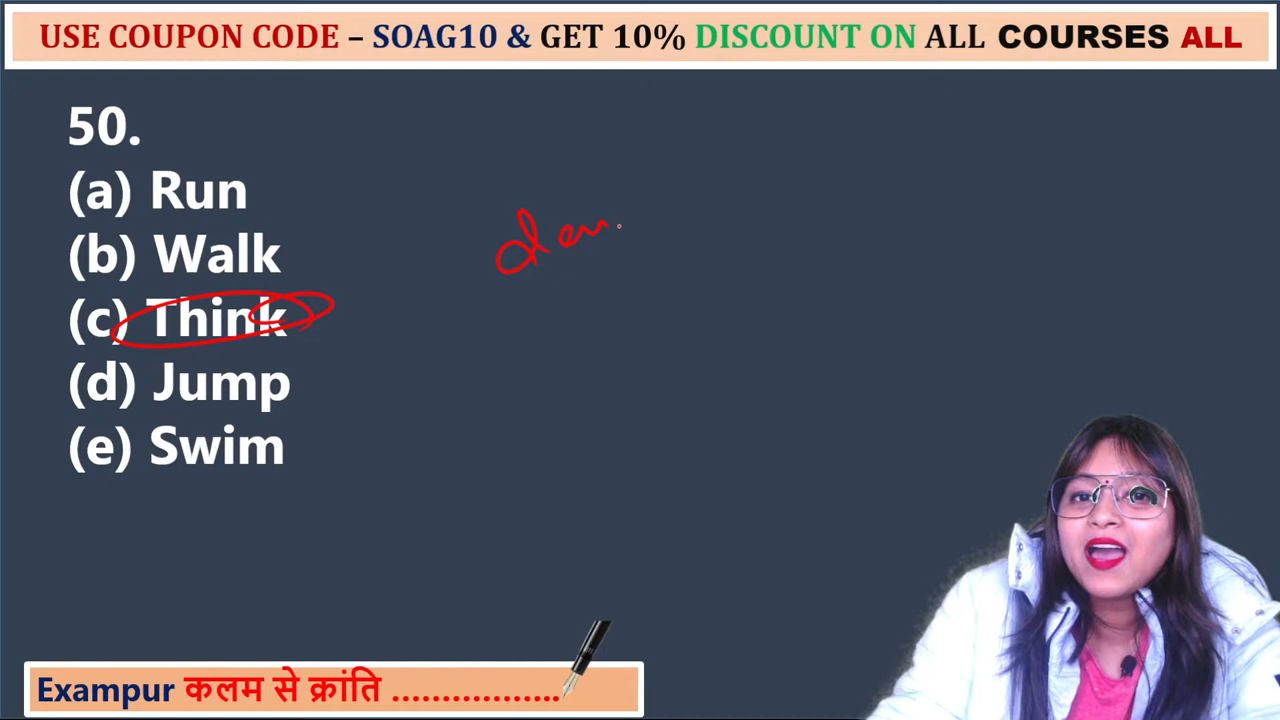 USE COUPON CODE – SOAG10 & GET 10% DISCOUNT ON ALL COURSES ALL
50.
(a) Run
(b) Walk
(c) Think
(d) Jump
(e) Swim
Exampur कलम से क्रांति .................